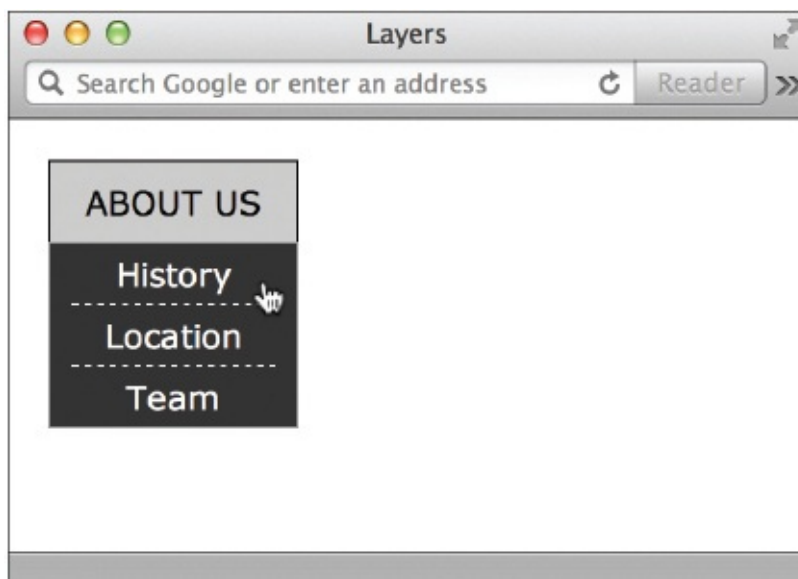 Layers
Search Google or enter an address
Reader
ABOUT US
History
Location
Team